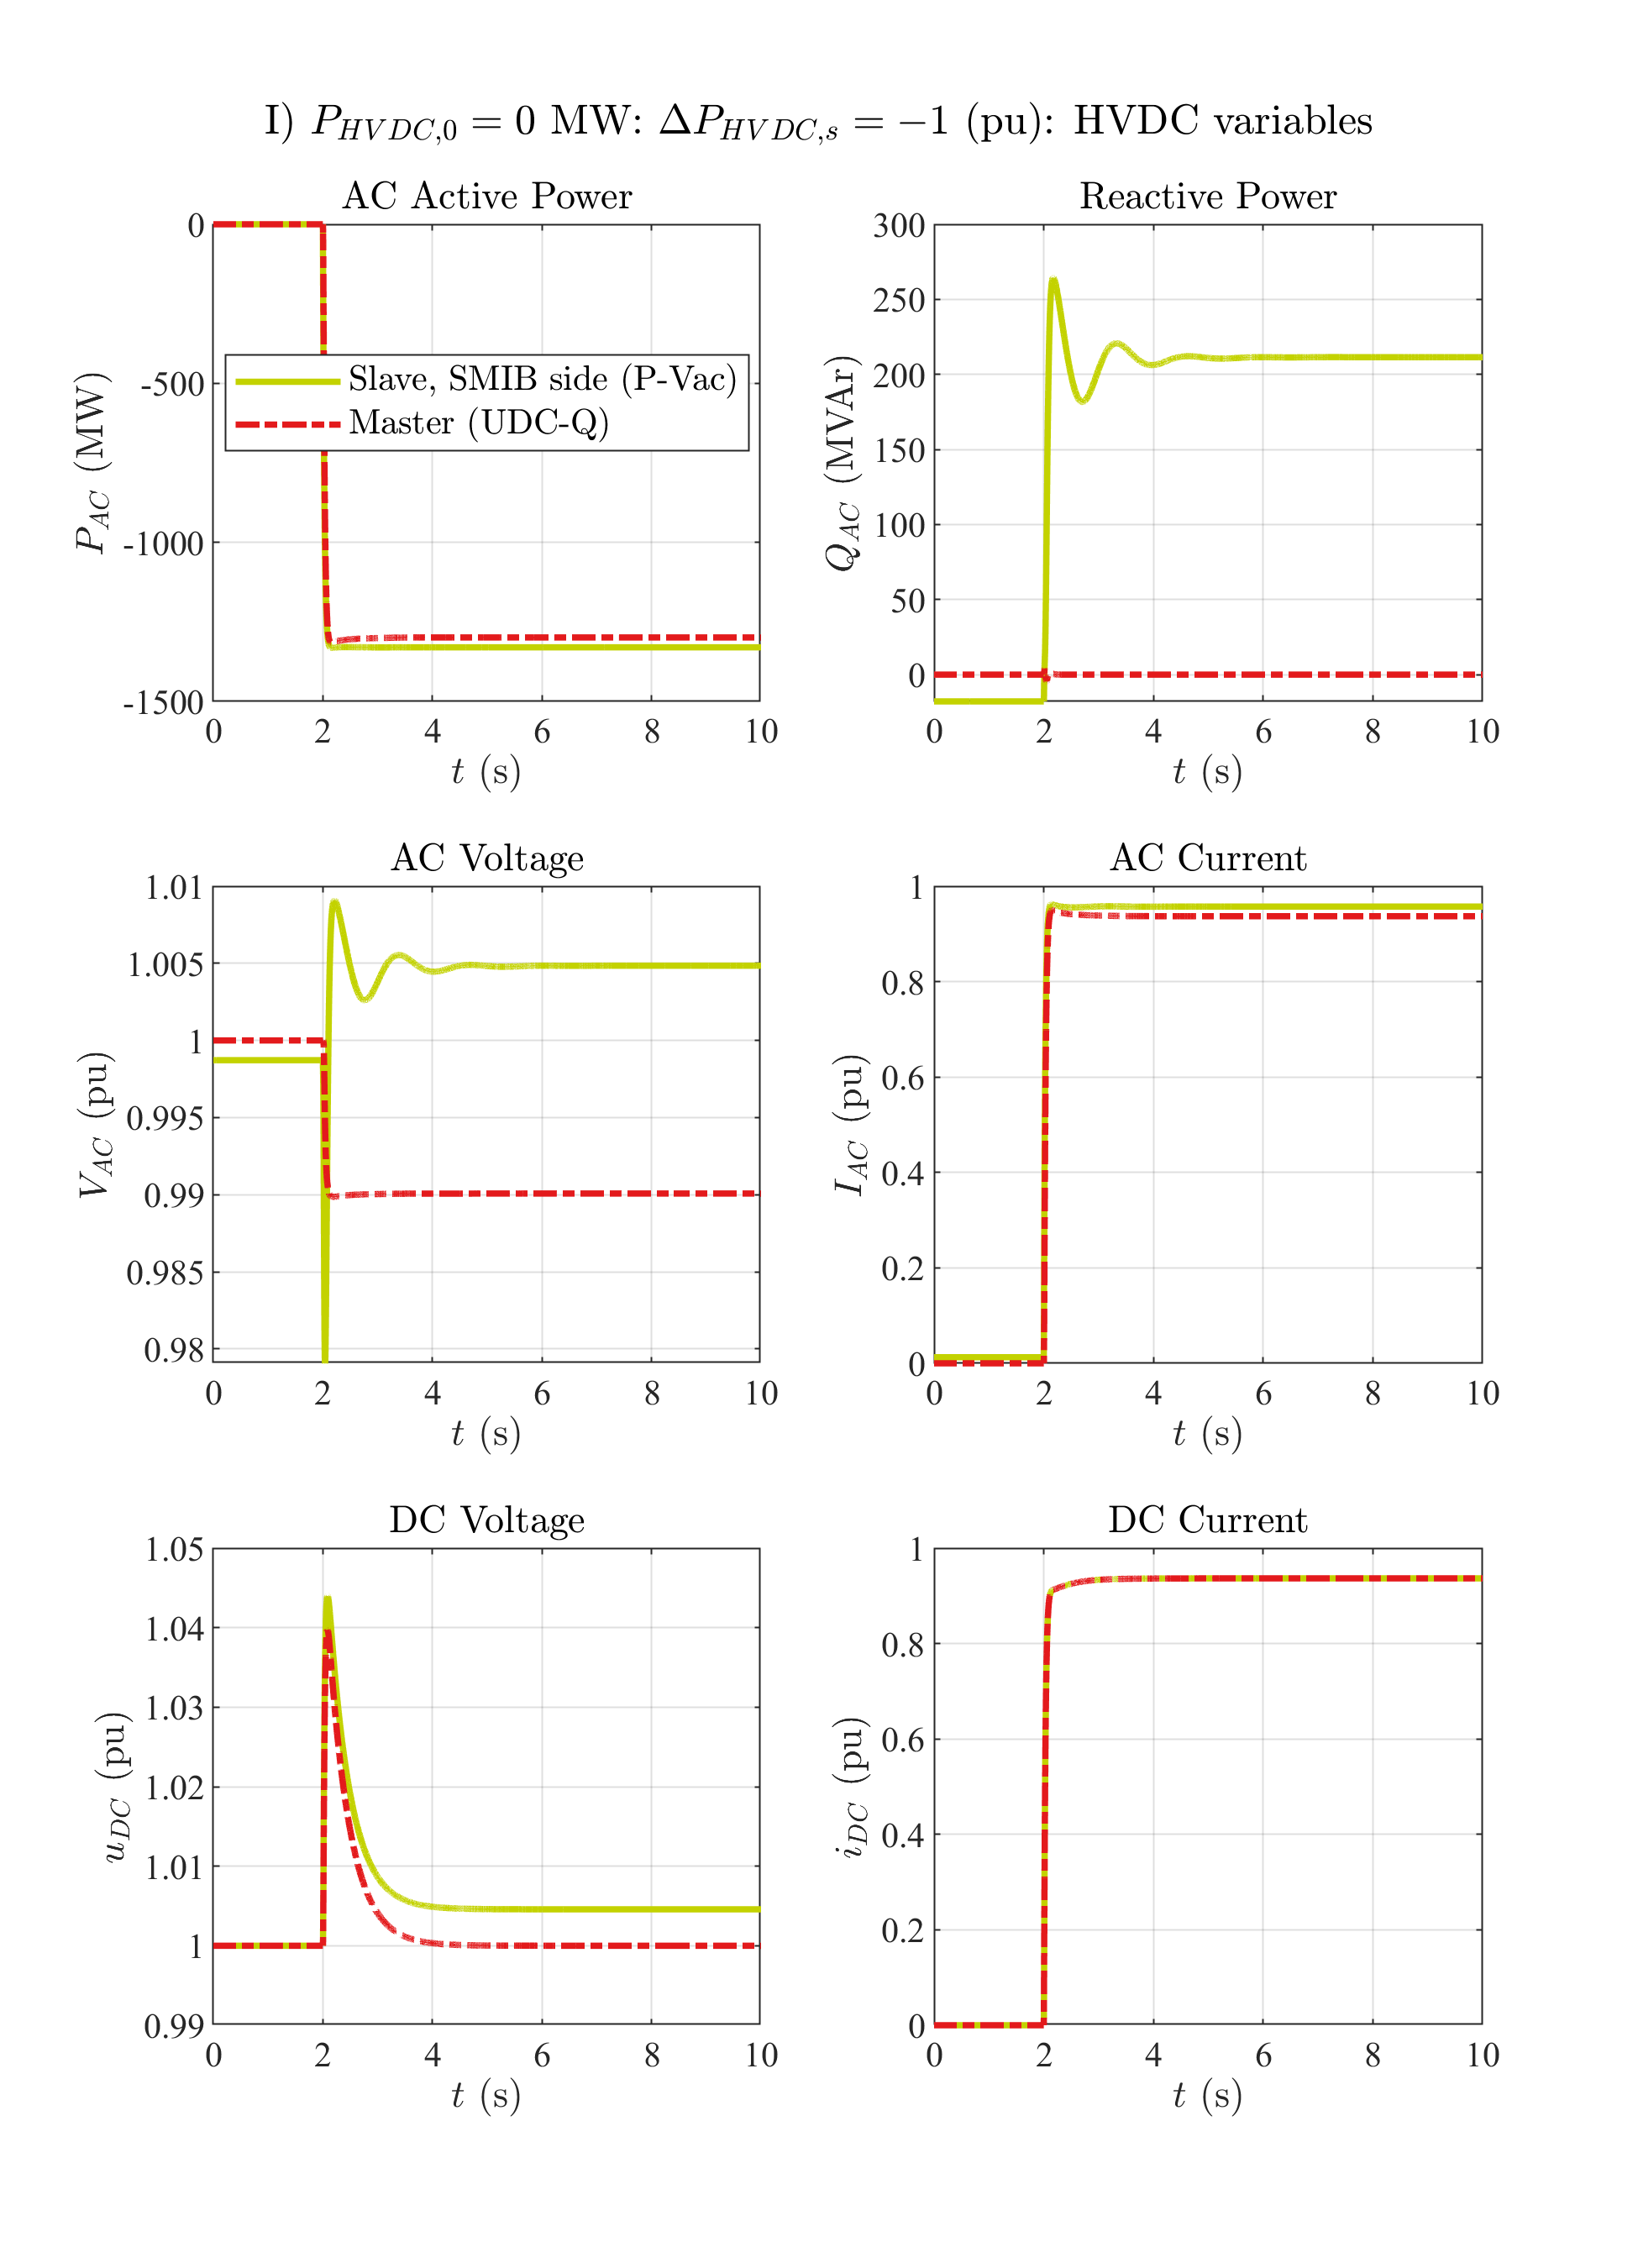 I) P_{HVDC,0} = 0 MW: ΔP_{HVDC,s} = −1 (pu): HVDC variables
AC Active Power
0
-500
-1000
-1500
P_{AC} (MW)
Slave, SMIB side (P-Vac)
Master (UDC-Q)
0 2 4 6 8 10
t (s)
Reactive Power
300
250
200
150
100
50
0
Q_{AC} (MVAr)
0 2 4 6 8 10
t (s)
AC Voltage
1.01
1.005
1
0.995
0.99
0.985
0.98
V_{AC} (pu)
0 2 4 6 8 10
t (s)
AC Current
1
0.8
0.6
0.4
0.2
0
I_{AC} (pu)
0 2 4 6 8 10
t (s)
DC Voltage
1.05
1.04
1.03
1.02
1.01
1
0.99
u_{DC} (pu)
0 2 4 6 8 10
t (s)
DC Current
1
0.8
0.6
0.4
0.2
0
i_{DC} (pu)
0 2 4 6 8 10
t (s)